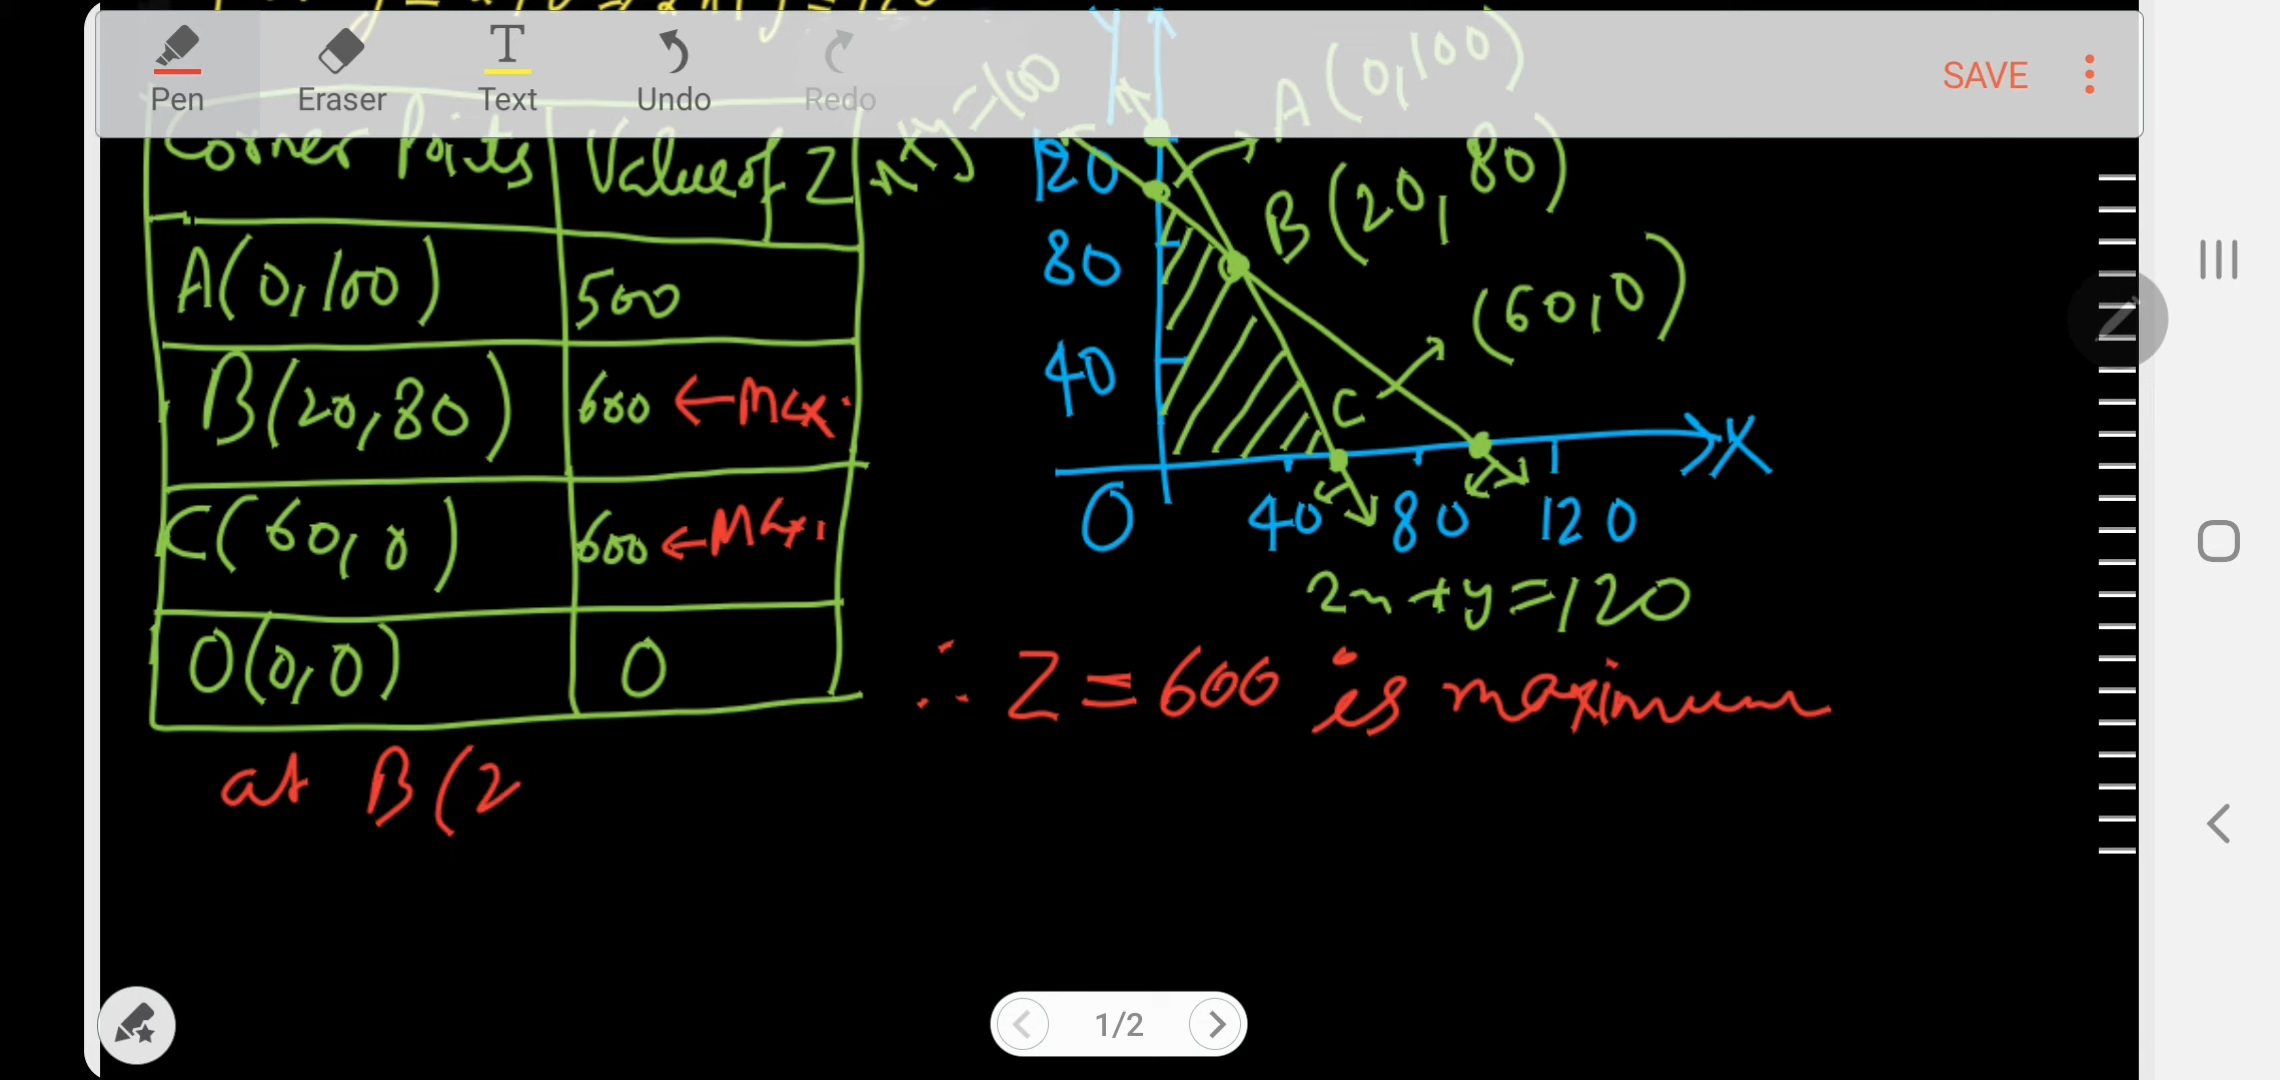 Pen Eraser Text Undo Redo SAVE
Corner Points Value of Z
A(0,100) 500
B(20,80) 600 ← Max.
C(60,0) 600 ← Max.
O(0,0) 0
x+y=100
Y
A(0,100)
120
B(20,80)
80
(60,0)
40
C
X
O 40 80 120
2x+y=120
∴ Z = 600 is maximum
at B(2
1/2